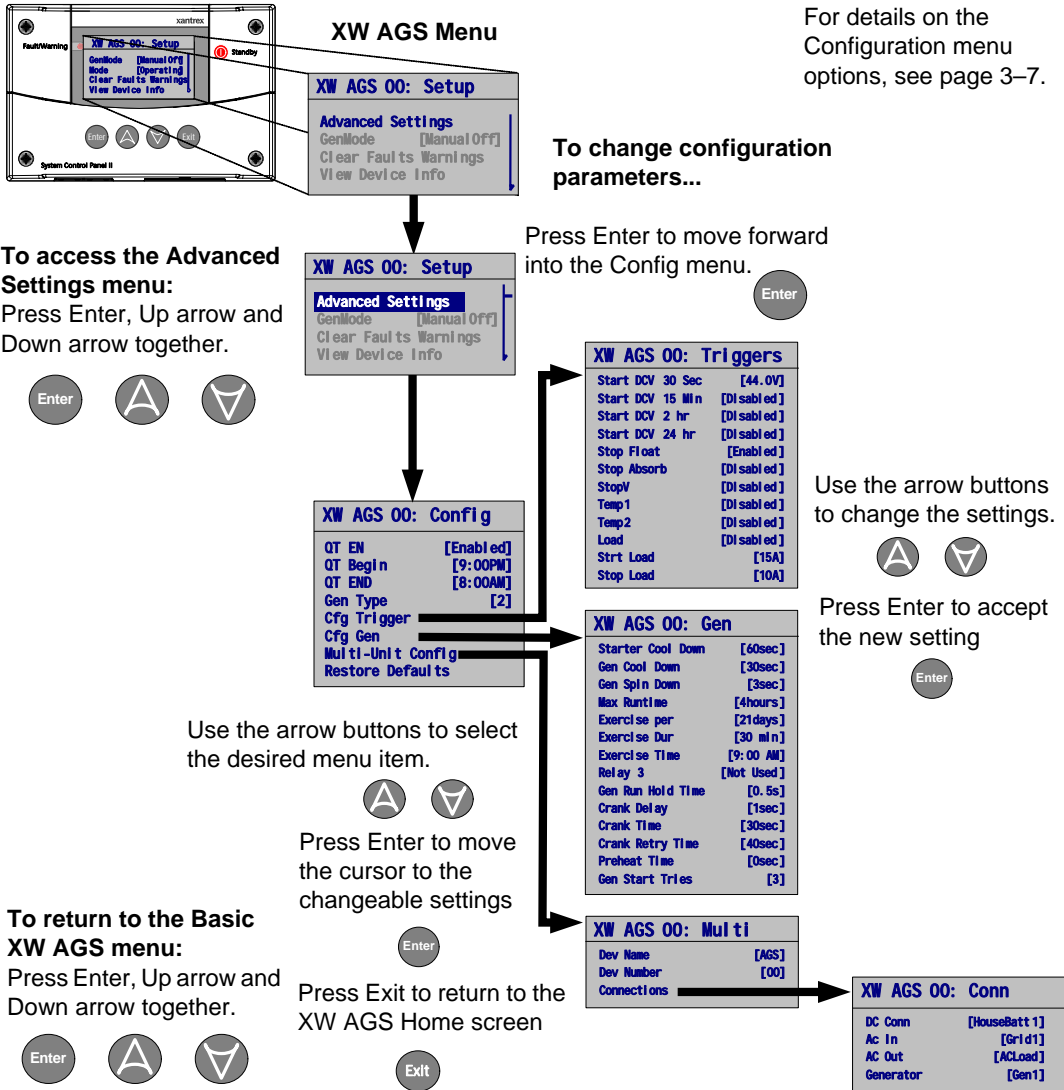 xantrex
Fault/Warning
Standby
XW AGS 00: Setup
GenMode [ManualOff]
Mode [Operating]
Clear Faults Warnings
View Device Info
Enter
Exit
System Control Panel II
XW AGS Menu
For details on the
Configuration menu
options, see page 3–7.
XW AGS 00: Setup
Advanced Settings
GenMode [ManualOff]
Clear Faults Warnings
View Device Info
To change configuration
parameters...
To access the Advanced
Settings menu:
Press Enter, Up arrow and
Down arrow together.
Enter
XW AGS 00: Setup
Advanced Settings
GenMode [ManualOff]
Clear Faults Warnings
View Device Info
Press Enter to move forward
into the Config menu.
Enter
XW AGS 00: Triggers
Start DCV 30 Sec [44.0V]
Start DCV 15 Min [Disabled]
Start DCV 2 hr [Disabled]
Start DCV 24 hr [Disabled]
Stop Float [Enabled]
Stop Absorb [Disabled]
StopV [Disabled]
Temp1 [Disabled]
Temp2 [Disabled]
Load [Disabled]
Strt Load [15A]
Stop Load [10A]
Use the arrow buttons
to change the settings.
Press Enter to accept
the new setting
Enter
XW AGS 00: Config
QT EN [Enabled]
QT Begin [9:00PM]
QT END [8:00AM]
Gen Type [2]
Cfg Trigger
Cfg Gen
Multi-Unit Config
Restore Defaults
XW AGS 00: Gen
Starter Cool Down [60sec]
Gen Cool Down [30sec]
Gen Spin Down [3sec]
Max Runtime [4hours]
Exercise per [21days]
Exercise Dur [30 min]
Exercise Time [9:00 AM]
Relay 3 [Not Used]
Gen Run Hold Time [0.5s]
Crank Delay [1sec]
Crank Time [30sec]
Crank Retry Time [40sec]
Preheat Time [0sec]
Gen Start Tries [3]
Use the arrow buttons to select
the desired menu item.
Press Enter to move
the cursor to the
changeable settings
Enter
Press Exit to return to the
XW AGS Home screen
Exit
To return to the Basic
XW AGS menu:
Press Enter, Up arrow and
Down arrow together.
Enter
XW AGS 00: Multi
Dev Name [AGS]
Dev Number [00]
Connections
XW AGS 00: Conn
DC Conn [HouseBatt1]
Ac In [Grid1]
AC Out [ACLoad]
Generator [Gen1]